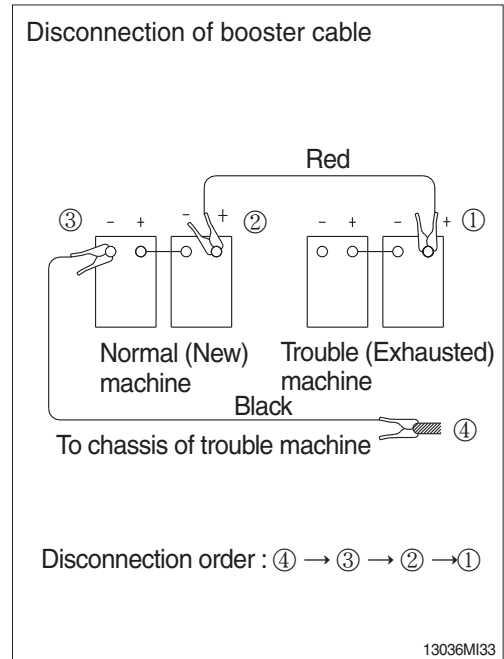 Disconnection of booster cable
Red
③ - + - + ② - + - + ①
Normal (New)
machine
Trouble (Exhausted)
machine
Black
To chassis of trouble machine ④
Disconnection order : ④ → ③ → ② →①
13036MI33